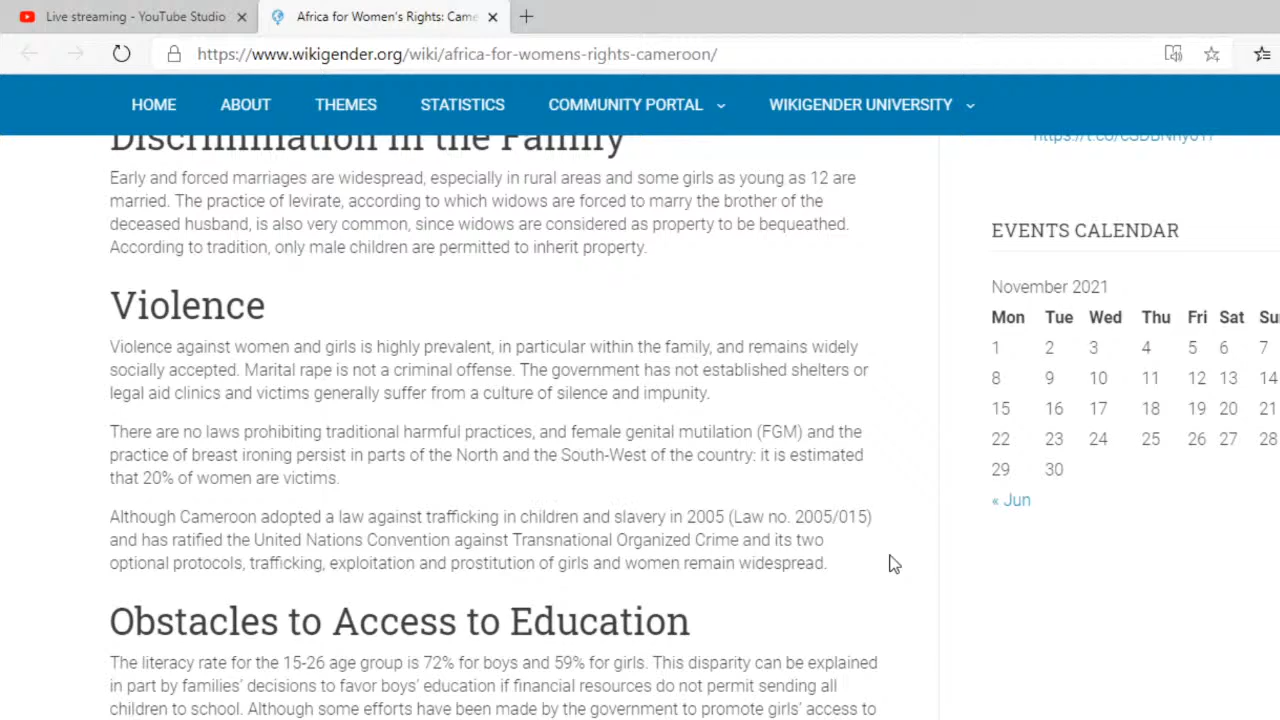 Live streaming - YouTube Studio
Africa for Women's Rights: Came
https://www.wikigender.org/wiki/africa-for-womens-rights-cameroon/
HOME ABOUT THEMES STATISTICS COMMUNITY PORTAL WIKIGENDER UNIVERSITY
Discrimination in the Family
Early and forced marriages are widespread, especially in rural areas and some girls as young as 12 are
married. The practice of levirate, according to which widows are forced to marry the brother of the
deceased husband, is also very common, since widows are considered as property to be bequeathed.
According to tradition, only male children are permitted to inherit property.
Violence
Violence against women and girls is highly prevalent, in particular within the family, and remains widely
socially accepted. Marital rape is not a criminal offense. The government has not established shelters or
legal aid clinics and victims generally suffer from a culture of silence and impunity.
There are no laws prohibiting traditional harmful practices, and female genital mutilation (FGM) and the
practice of breast ironing persist in parts of the North and the South-West of the country: it is estimated
that 20% of women are victims.
Although Cameroon adopted a law against trafficking in children and slavery in 2005 (Law no. 2005/015)
and has ratified the United Nations Convention against Transnational Organized Crime and its two
optional protocols, trafficking, exploitation and prostitution of girls and women remain widespread.
Obstacles to Access to Education
The literacy rate for the 15-26 age group is 72% for boys and 59% for girls. This disparity can be explained
in part by families' decisions to favor boys' education if financial resources do not permit sending all
children to school. Although some efforts have been made by the government to promote girls' access to
EVENTS CALENDAR
November 2021
Mon Tue Wed Thu Fri Sat Su
1 2 3 4 5 6 7
8 9 10 11 12 13 14
15 16 17 18 19 20 21
22 23 24 25 26 27 28
29 30
« Jun